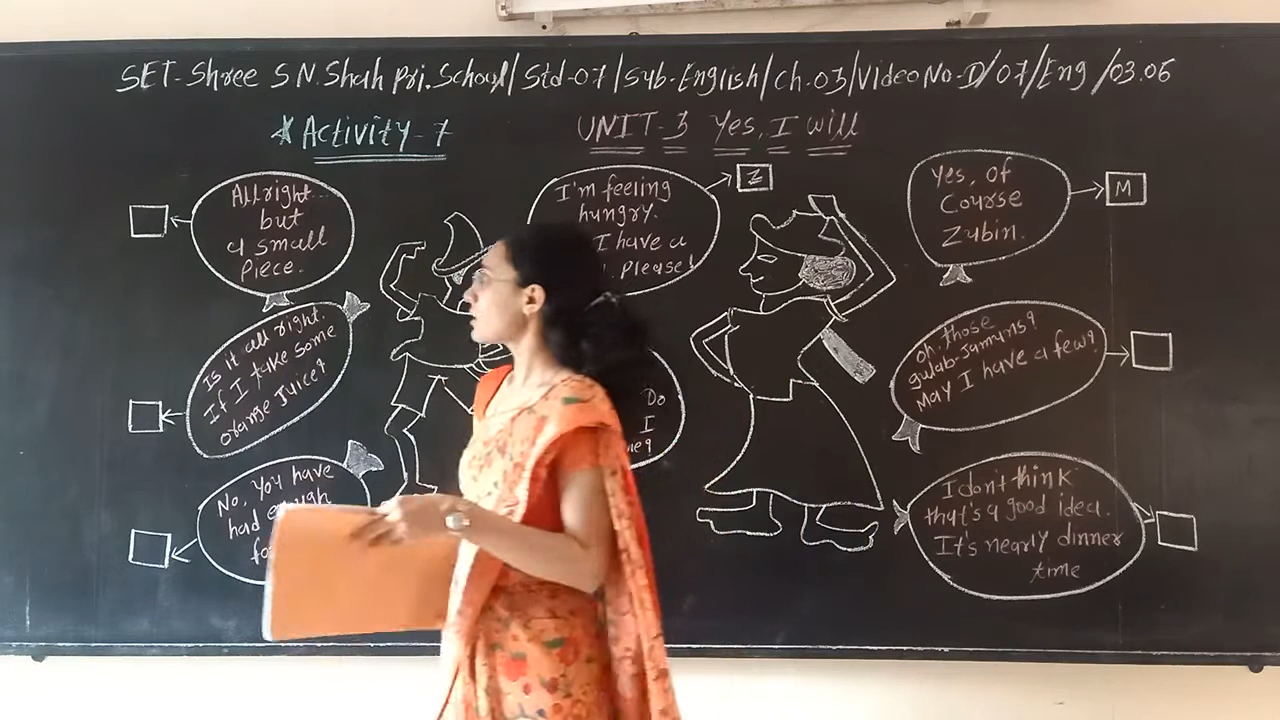 SET-Shree S N. Shah Pri. School/Std-07/Sub-English/Ch.03/Video No-D/07/Eng/03.06
*Activity-7
UNIT-3 Yes, I will
All right...
but
a small
Piece.
Is it all right.
If I take some
orange Juice?
No, You have
had enough
I'm feeling
hungry.
I have a
please!
Z
Do
I
me?
Yes, Of
Course
Zubin.
M
Oh, those
gulab-jamuns?
May I have a few?
I don't think
that's a good idea.
It's nearly dinner
time